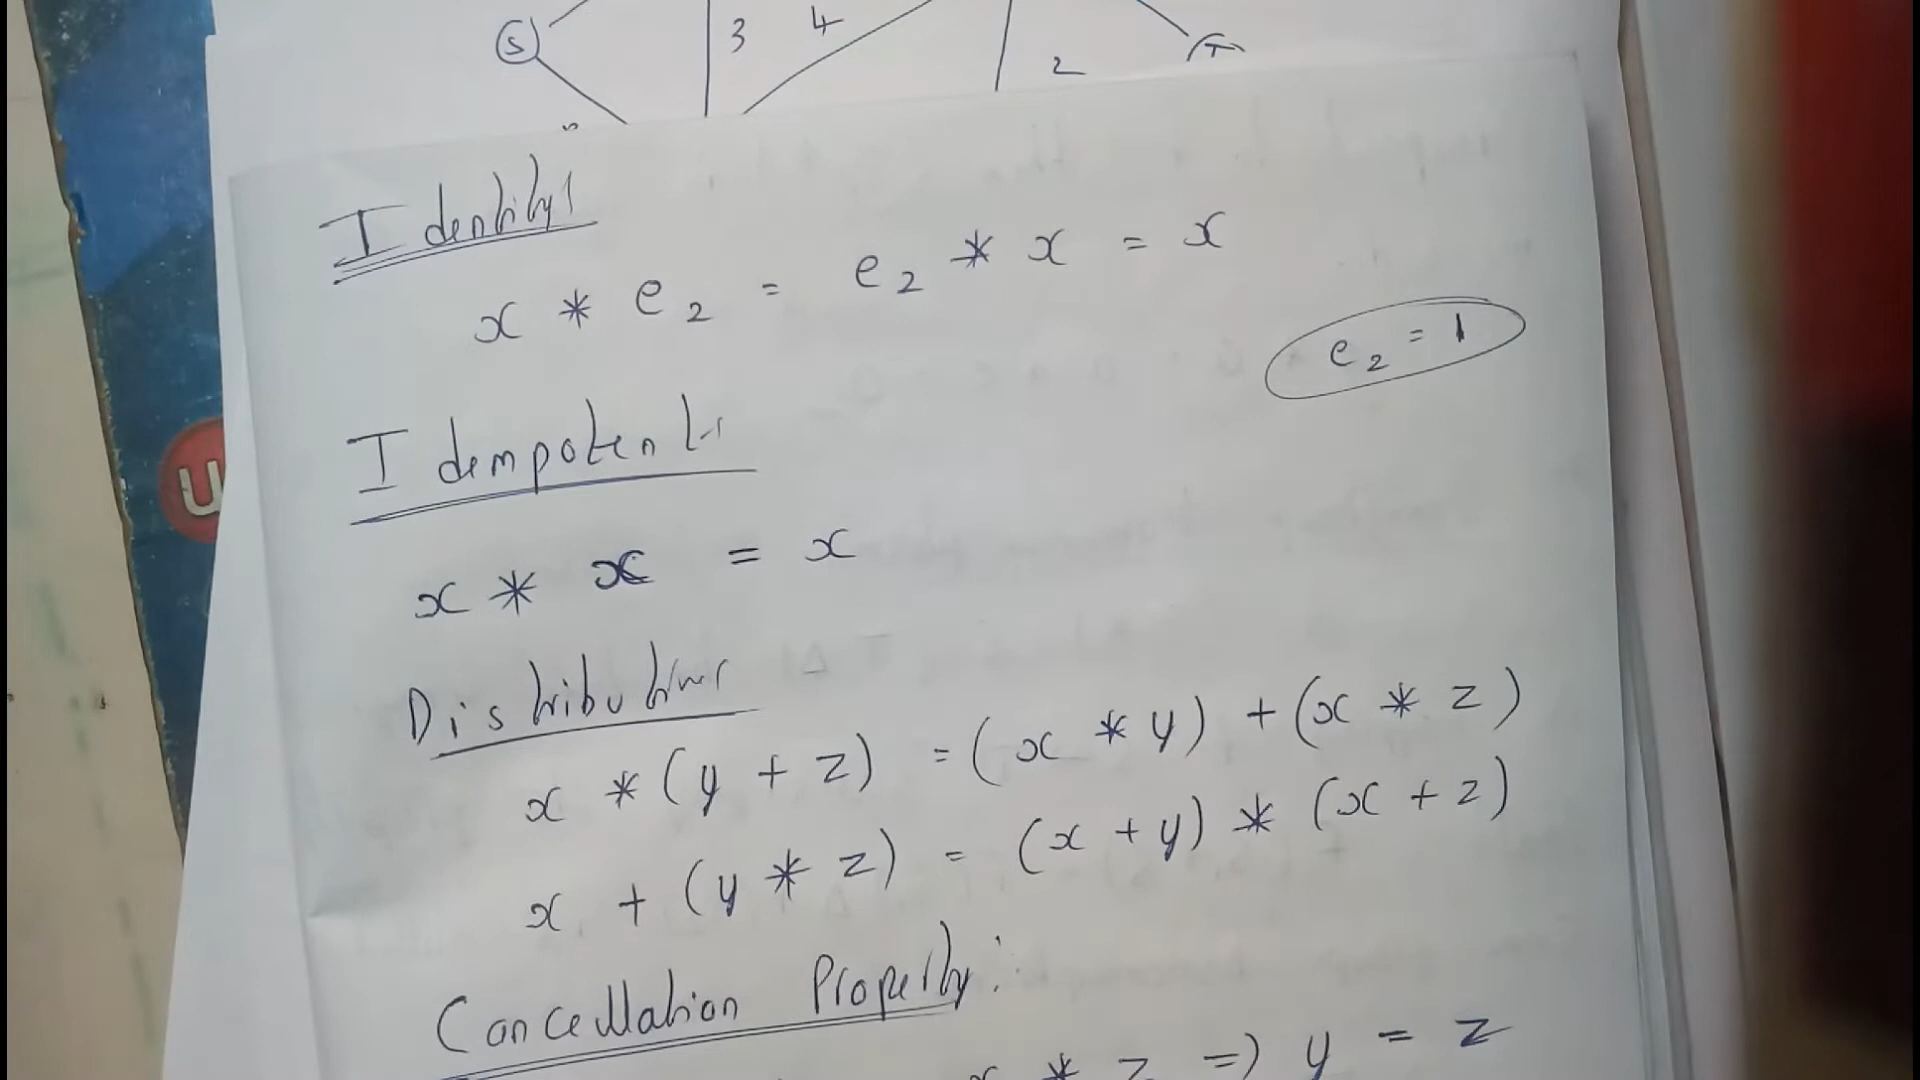 S 3 4 2 T
Identity:
x * e₂ = e₂ * x = x
e₂ = 1
Idempotent:
x * x = x
Distributive:
x * (y + z) = (x * y) + (x * z)
x + (y * z) = (x + y) * (x + z)
Cancellation Property:
* z => y = z
u